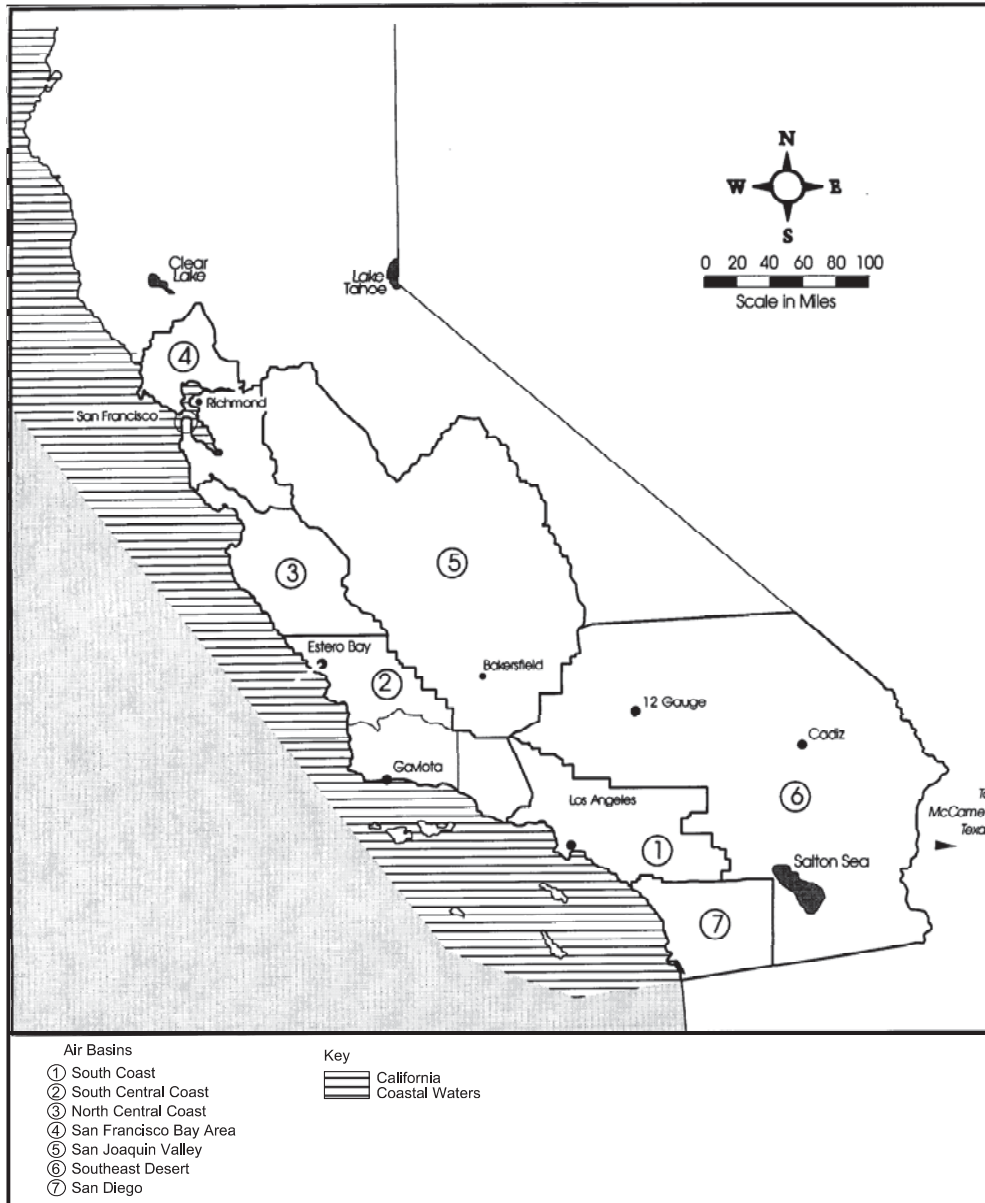 N
W E
S
0 20 40 60 80 100
Scale in Miles
Clear
Lake
Lake
Tahoe
4
Richmond
San Francisco
3
5
Estero Bay
2
Bakersfield
12 Gauge
Cadiz
Gaviota
Los Angeles
6
McCame
Texa
1
Salton Sea
7
Air Basins
1 South Coast
2 South Central Coast
3 North Central Coast
4 San Francisco Bay Area
5 San Joaquin Valley
6 Southeast Desert
7 San Diego
Key
California
Coastal Waters